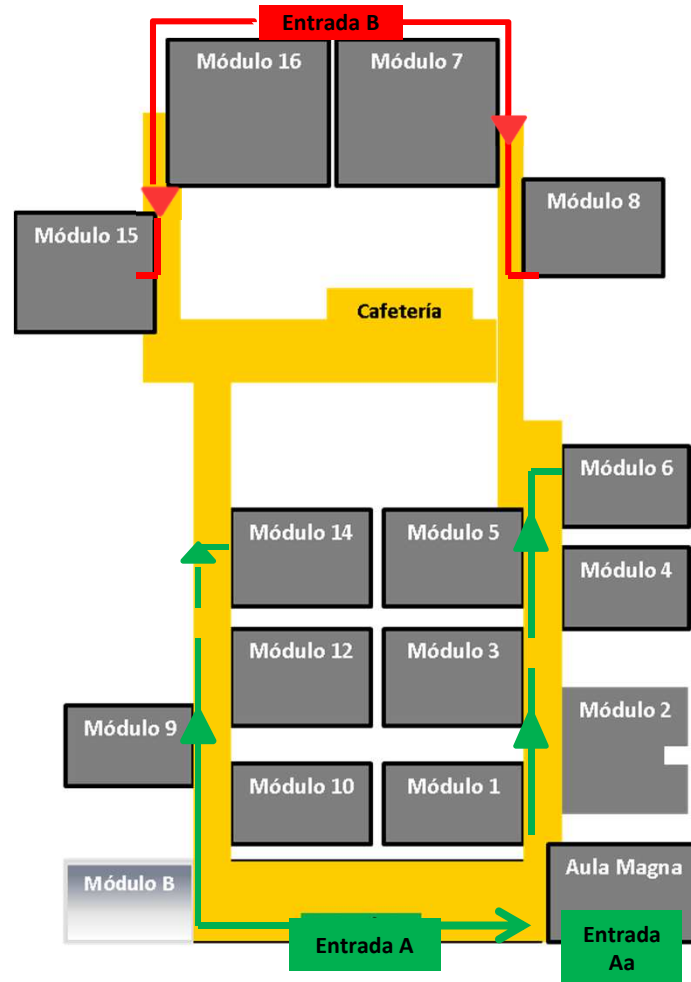 Entrada B
Módulo 16
Módulo 7
Módulo 8
Módulo 15
Cafetería
Módulo 6
Módulo 14
Módulo 5
Módulo 4
Módulo 12
Módulo 3
Módulo 2
Módulo 9
Módulo 10
Módulo 1
Aula Magna
Módulo B
Entrada A
Entrada
Aa